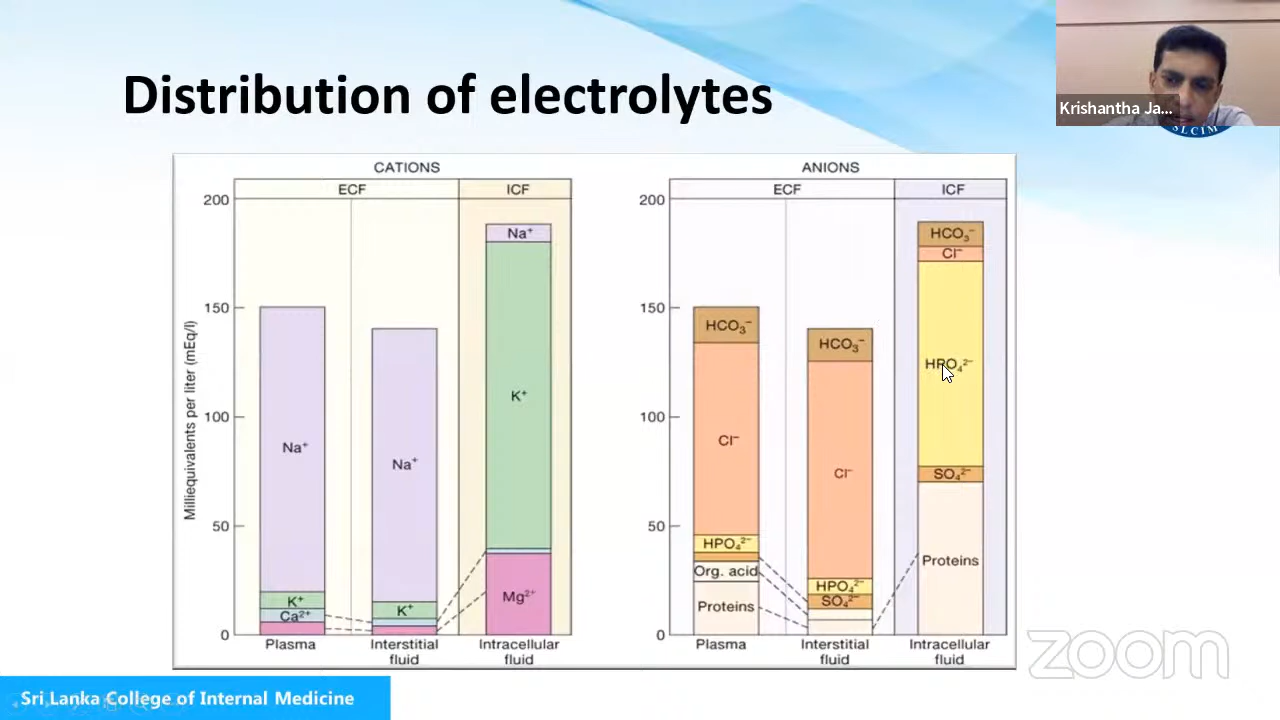 Distribution of electrolytes
Krishantha Ja...
SLCIM
CATIONS
ECF
ICF
Milliequivalents per liter (mEq/l)
200
150
100
50
0
Na⁺
K⁺
Ca²⁺
Na⁺
K⁺
Na⁺
K⁺
Mg²⁺
Plasma
Interstitial
fluid
Intracellular
fluid
ANIONS
ECF
ICF
200
150
100
50
0
HCO₃⁻
Cl⁻
HPO₄²⁻
Org. acid
Proteins
HCO₃⁻
Cl⁻
HPO₄²⁻
SO₄²⁻
HCO₃⁻
Cl⁻
HPO₄²⁻
SO₄²⁻
Proteins
Plasma
Interstitial
fluid
Intracellular
fluid
zoom
Sri Lanka College of Internal Medicine